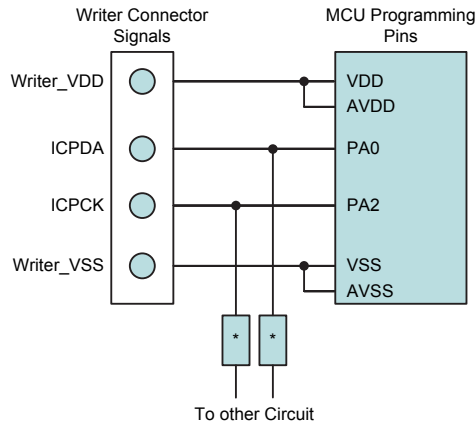 Writer Connector
Signals
MCU Programming
Pins
Writer_VDD
VDD
AVDD
ICPDA
PA0
ICPCK
PA2
Writer_VSS
VSS
AVSS
* *
To other Circuit